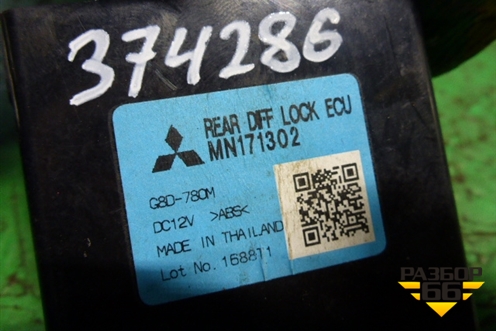 374286
REAR DIFF LOCK ECU
MN171302
G8D-780M
DC12V >ABS<
MADE IN THAILAND
Lot No. 168811
РАЗБОР
66